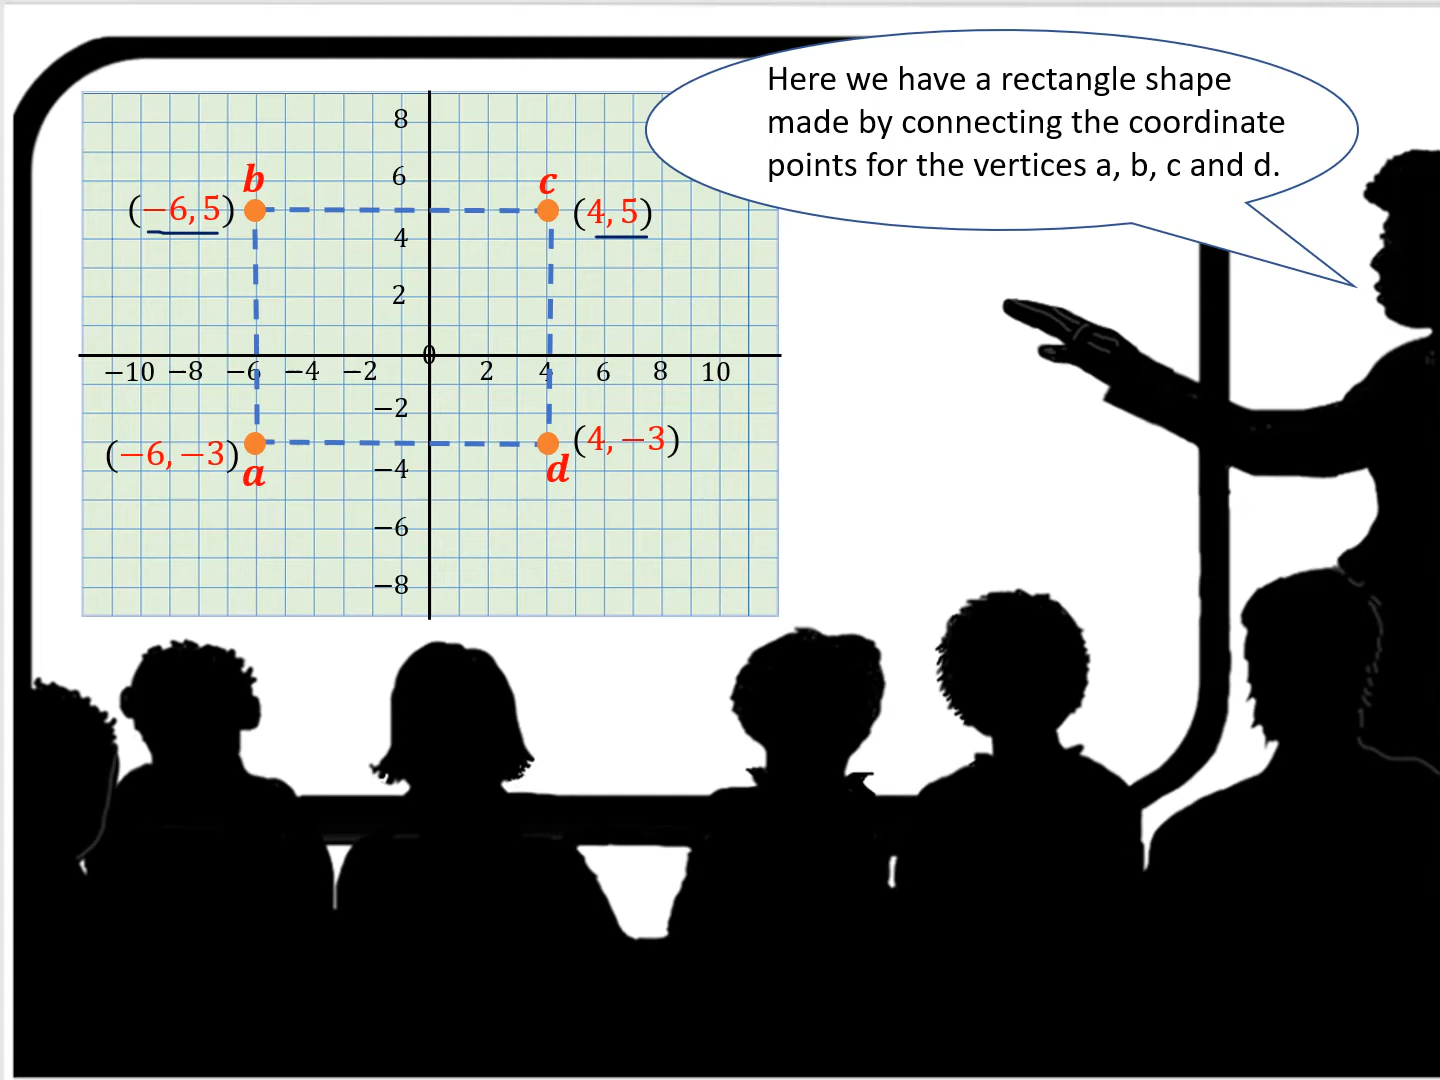 Here we have a rectangle shape
made by connecting the coordinate
points for the vertices a, b, c and d.
8
b
6
c
(−6, 5)
(4, 5)
4
2
0
−10 −8 −6 −4 −2 2 4 6 8 10
−2
(−6, −3)
(4, −3)
a
−4
d
−6
−8